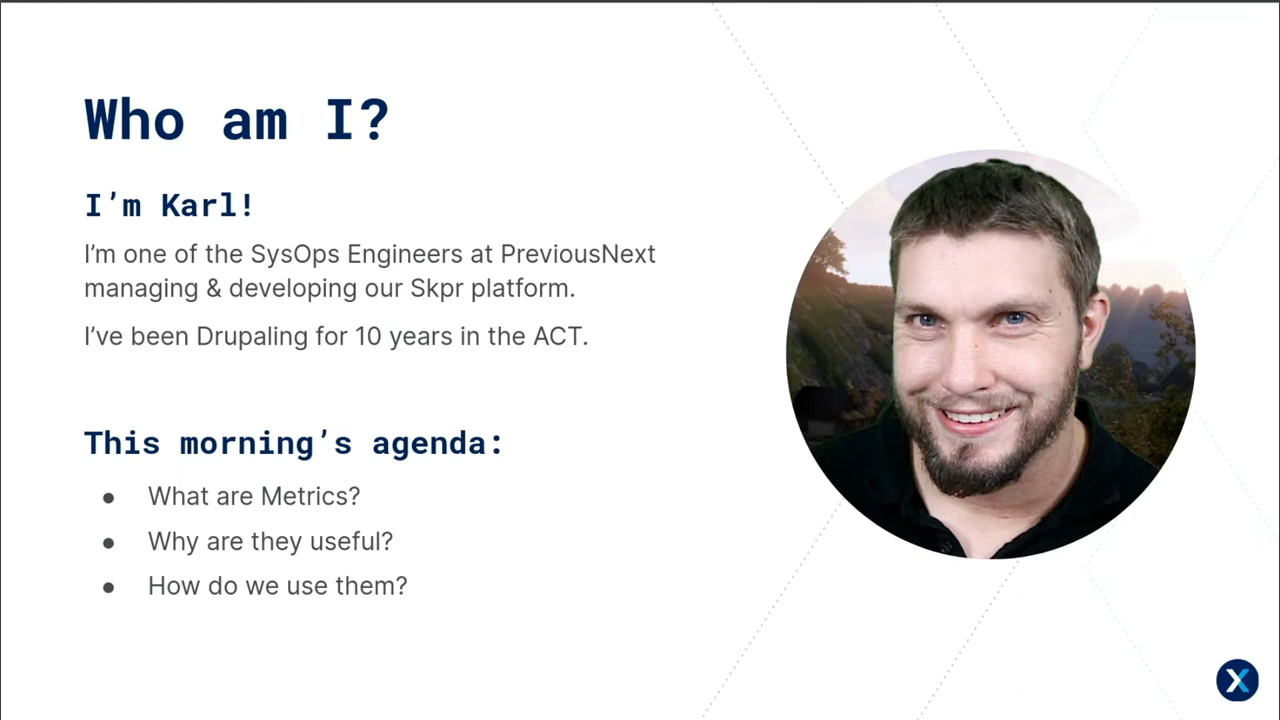 Who am I?
I’m Karl!
I’m one of the SysOps Engineers at PreviousNext
managing & developing our Skpr platform.
I’ve been Drupaling for 10 years in the ACT.
This morning’s agenda:
● What are Metrics?
● Why are they useful?
● How do we use them?